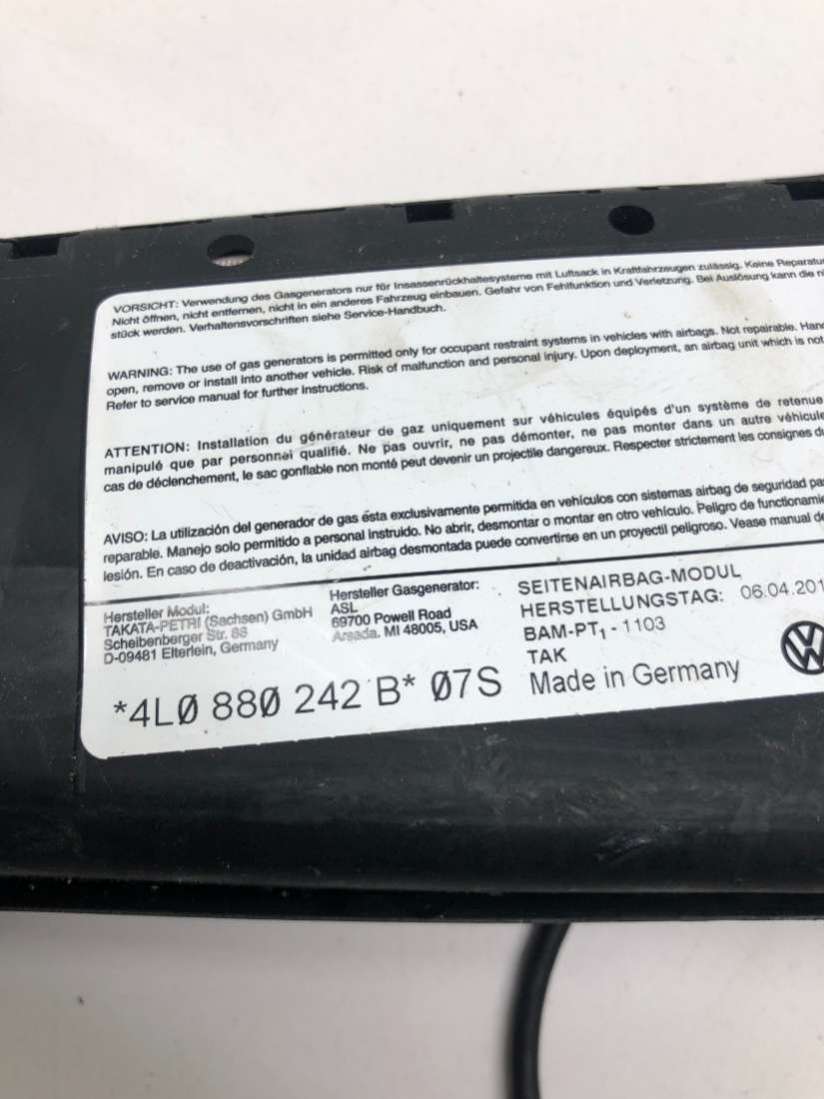 VORSICHT: Verwendung des Gasgenerators nur für Insassenrückhaltesysteme mit Luftsack in Kraftfahrzeugen zulässig. Keine Reparatur
Nicht öffnen, nicht entfernen, nicht in ein anderes Fahrzeug einbauen. Gefahr von Fehlfunktion und Verletzung. Bei Auslösung kann die
stück werden. Verhaltensvorschriften siehe Service-Handbuch.
WARNING: The use of gas generators is permitted only for occupant restraint systems in vehicles with airbags. Not repairable.
open, remove or install into another vehicle. Risk of malfunction and personal injury. Upon deployment, an airbag unit which is not
Refer to service manual for further instructions.
ATTENTION: Installation du générateur de gaz uniquement sur véhicules équipés d'un système de retenue
manipulé que par personnel qualifié. Ne pas ouvrir, ne pas démonter, ne pas monter dans un autre véhicule
cas de déclenchement, le sac gonflable non monté peut devenir un projectile dangereux. Respecter strictement les consignes
AVISO: La utilización del generador de gas ésta exclusivamente permitida en vehículos con sistemas airbag de seguridad
reparable. Manejo solo permitido a personal instruido. No abrir, desmontar o montar en otro vehículo. Peligro de
lesión. En caso de deactivación, la unidad airbag desmontada puede convertirse en un proyectil peligroso. Vease manual
Hersteller Modul:
TAKATA-PETRI (Sachsen) GmbH
Scheibenberger Str. 88
D-09481 Elterlein, Germany
Hersteller Gasgenerator:
ASL
69700 Powell Road
Armada, MI 48005, USA
SEITENAIRBAG-MODUL
HERSTELLUNGSTAG: 06.04.201
BAM-PT₁-1103
TAK
Made in Germany
*4L0 880 242 B* 07S